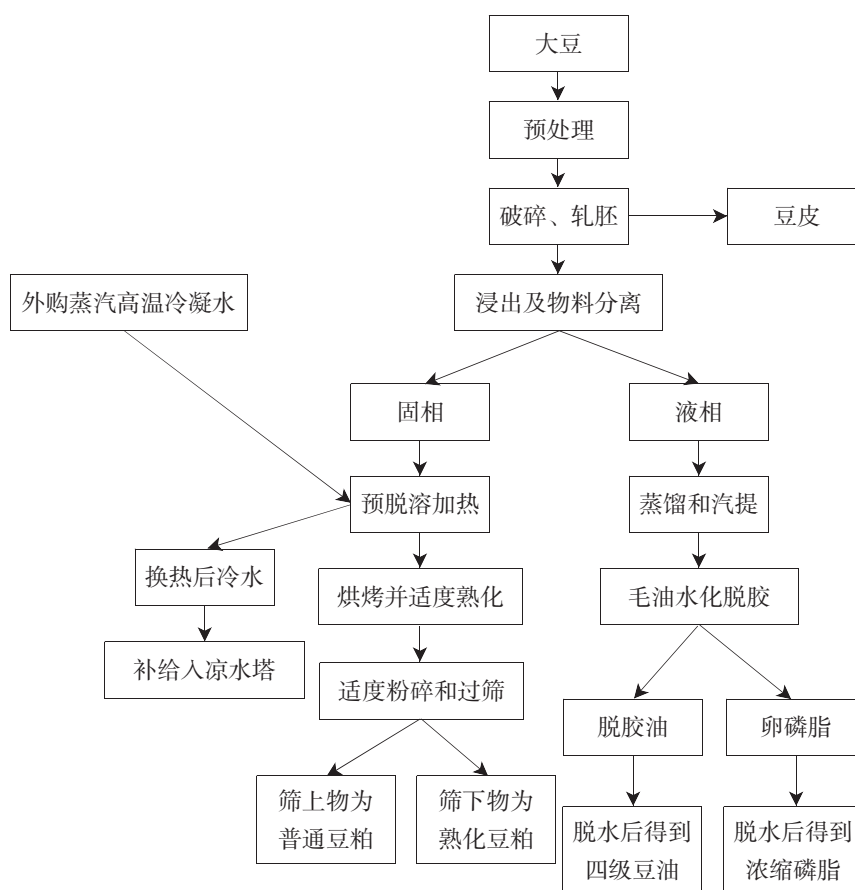 大豆
预处理
破碎、轧胚
豆皮
外购蒸汽高温冷凝水
浸出及物料分离
固相
液相
预脱溶加热
蒸馏和汽提
换热后冷水
烘烤并适度熟化
毛油水化脱胶
补给入凉水塔
适度粉碎和过筛
脱胶油
卵磷脂
筛上物为
普通豆粕
筛下物为
熟化豆粕
脱水后得到
四级豆油
脱水后得到
浓缩磷脂